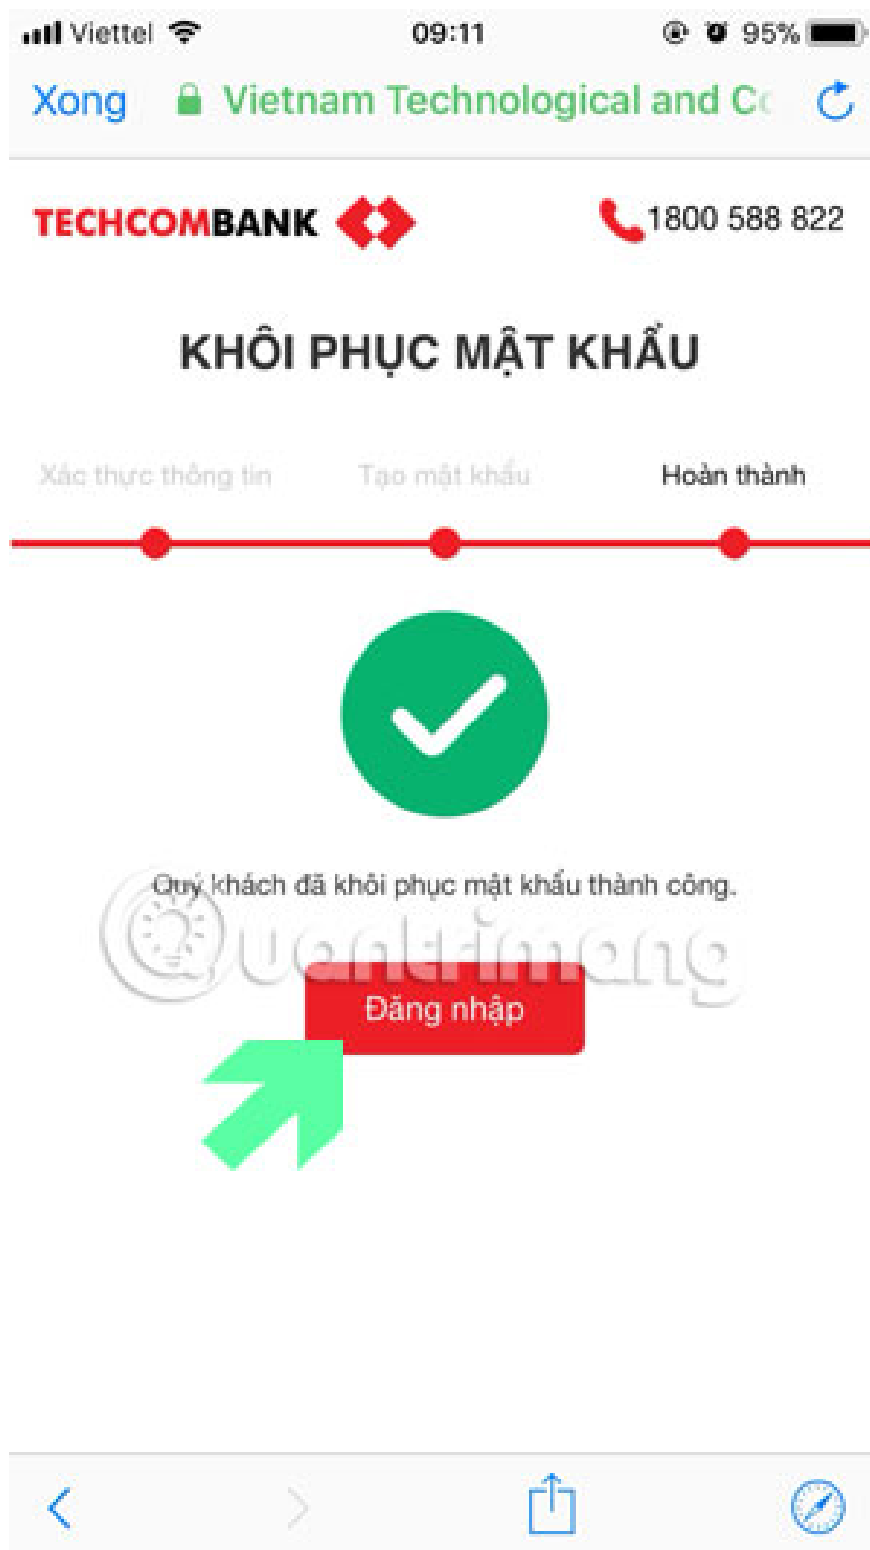 Viettel 09:11 95%
Xong Vietnam Technological and Co
TECHCOMBANK 1800 588 822
KHÔI PHỤC MẬT KHẨU
Xác thực thông tin Tạo mật khẩu Hoàn thành
Quý khách đã khôi phục mật khẩu thành công.
Quantrimang
Đăng nhập